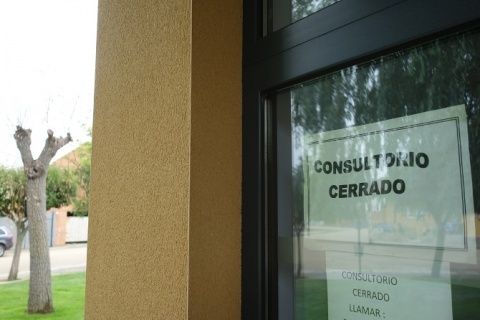 CONSULTORIO
CERRADO
CONSULTORIO
CERRADO
LLAMAR :